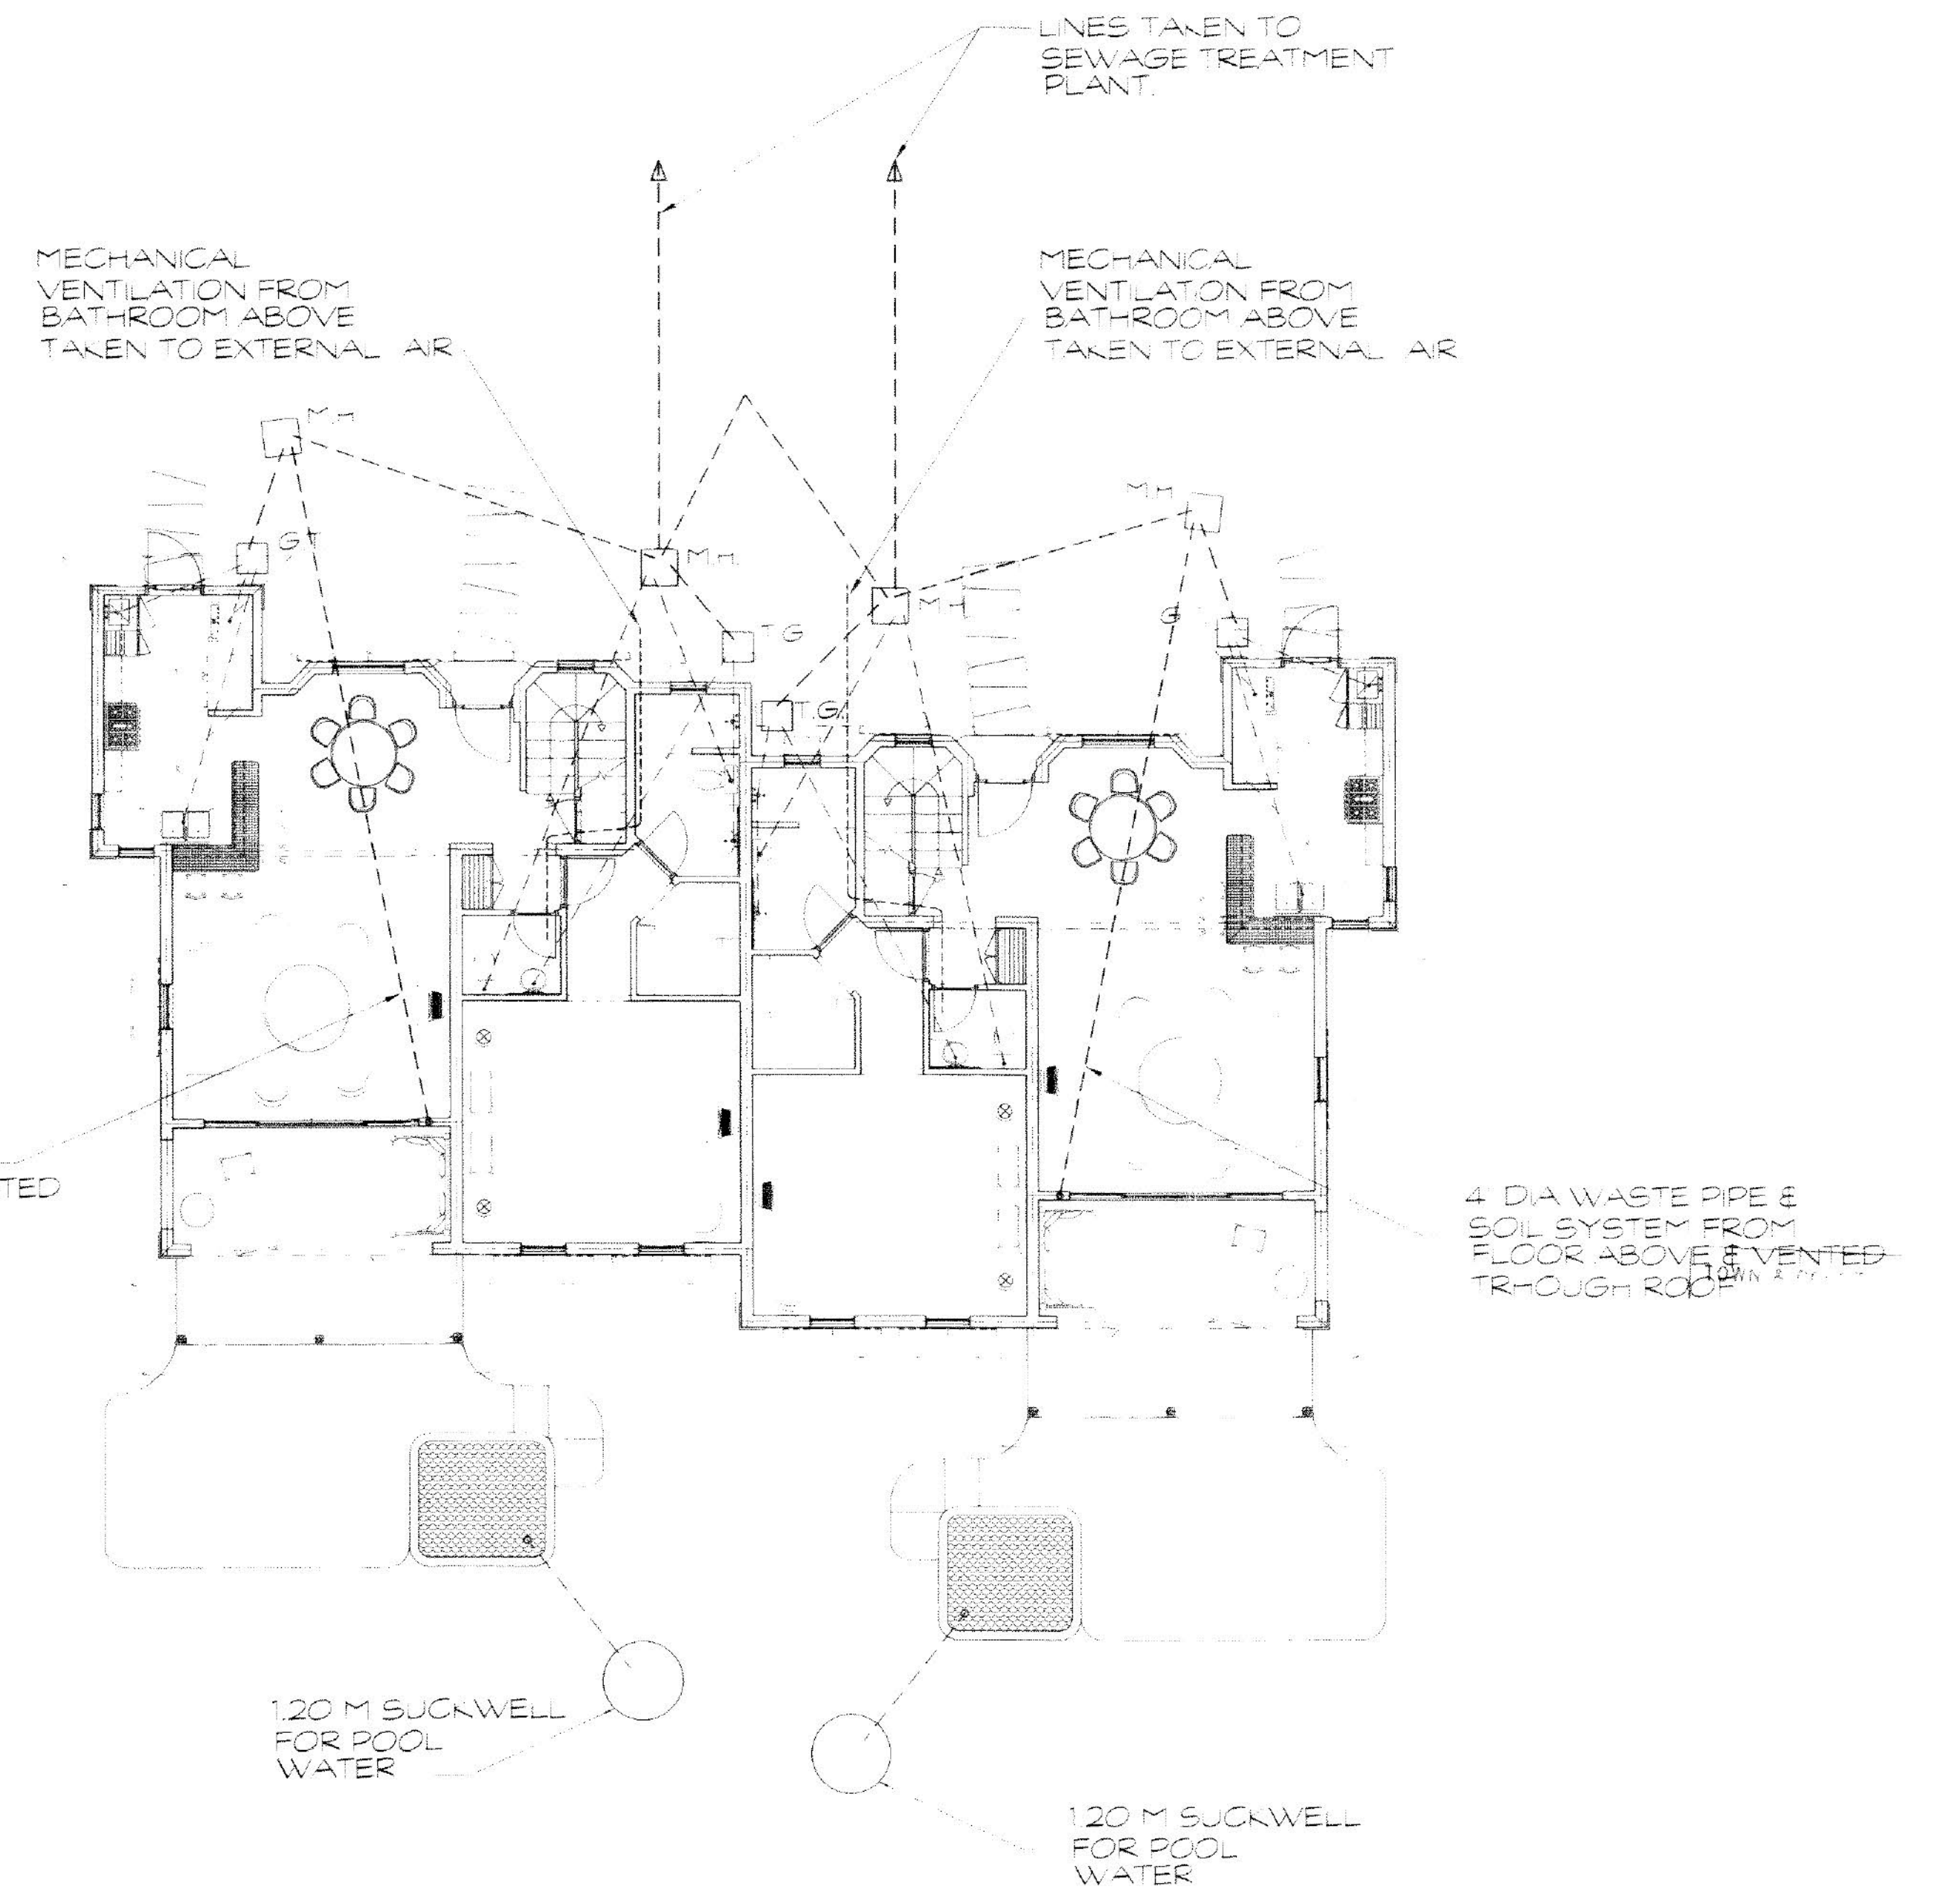 LINES TAKEN TO
SEWAGE TREATMENT
PLANT.
MECHANICAL
VENTILATION FROM
BATHROOM ABOVE
TAKEN TO EXTERNAL AIR
MECHANICAL
VENTILATION FROM
BATHROOM ABOVE
TAKEN TO EXTERNAL AIR
M.H
M.H
G
M.H.
M.H
G
T.G
T.G.
TED
4" DIA WASTE PIPE &
SOIL SYSTEM FROM
FLOOR ABOVE & VENTED
TRHOUGH ROOF
TOWN &
1.20 M SUCKWELL
FOR POOL
WATER
1.20 M SUCKWELL
FOR POOL
WATER